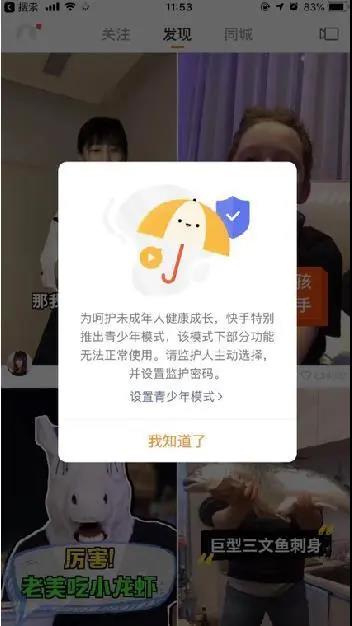 搜索
11:53
83%
关注
发现
同城
那我
孩
手
为呵护未成年人健康成长，快手特别
推出青少年模式，该模式下部分功能
无法正常使用。请监护人主动选择，
并设置监护密码。
设置青少年模式 >
我知道了
厉害!
老美吃小龙虾
巨型三文鱼刺身